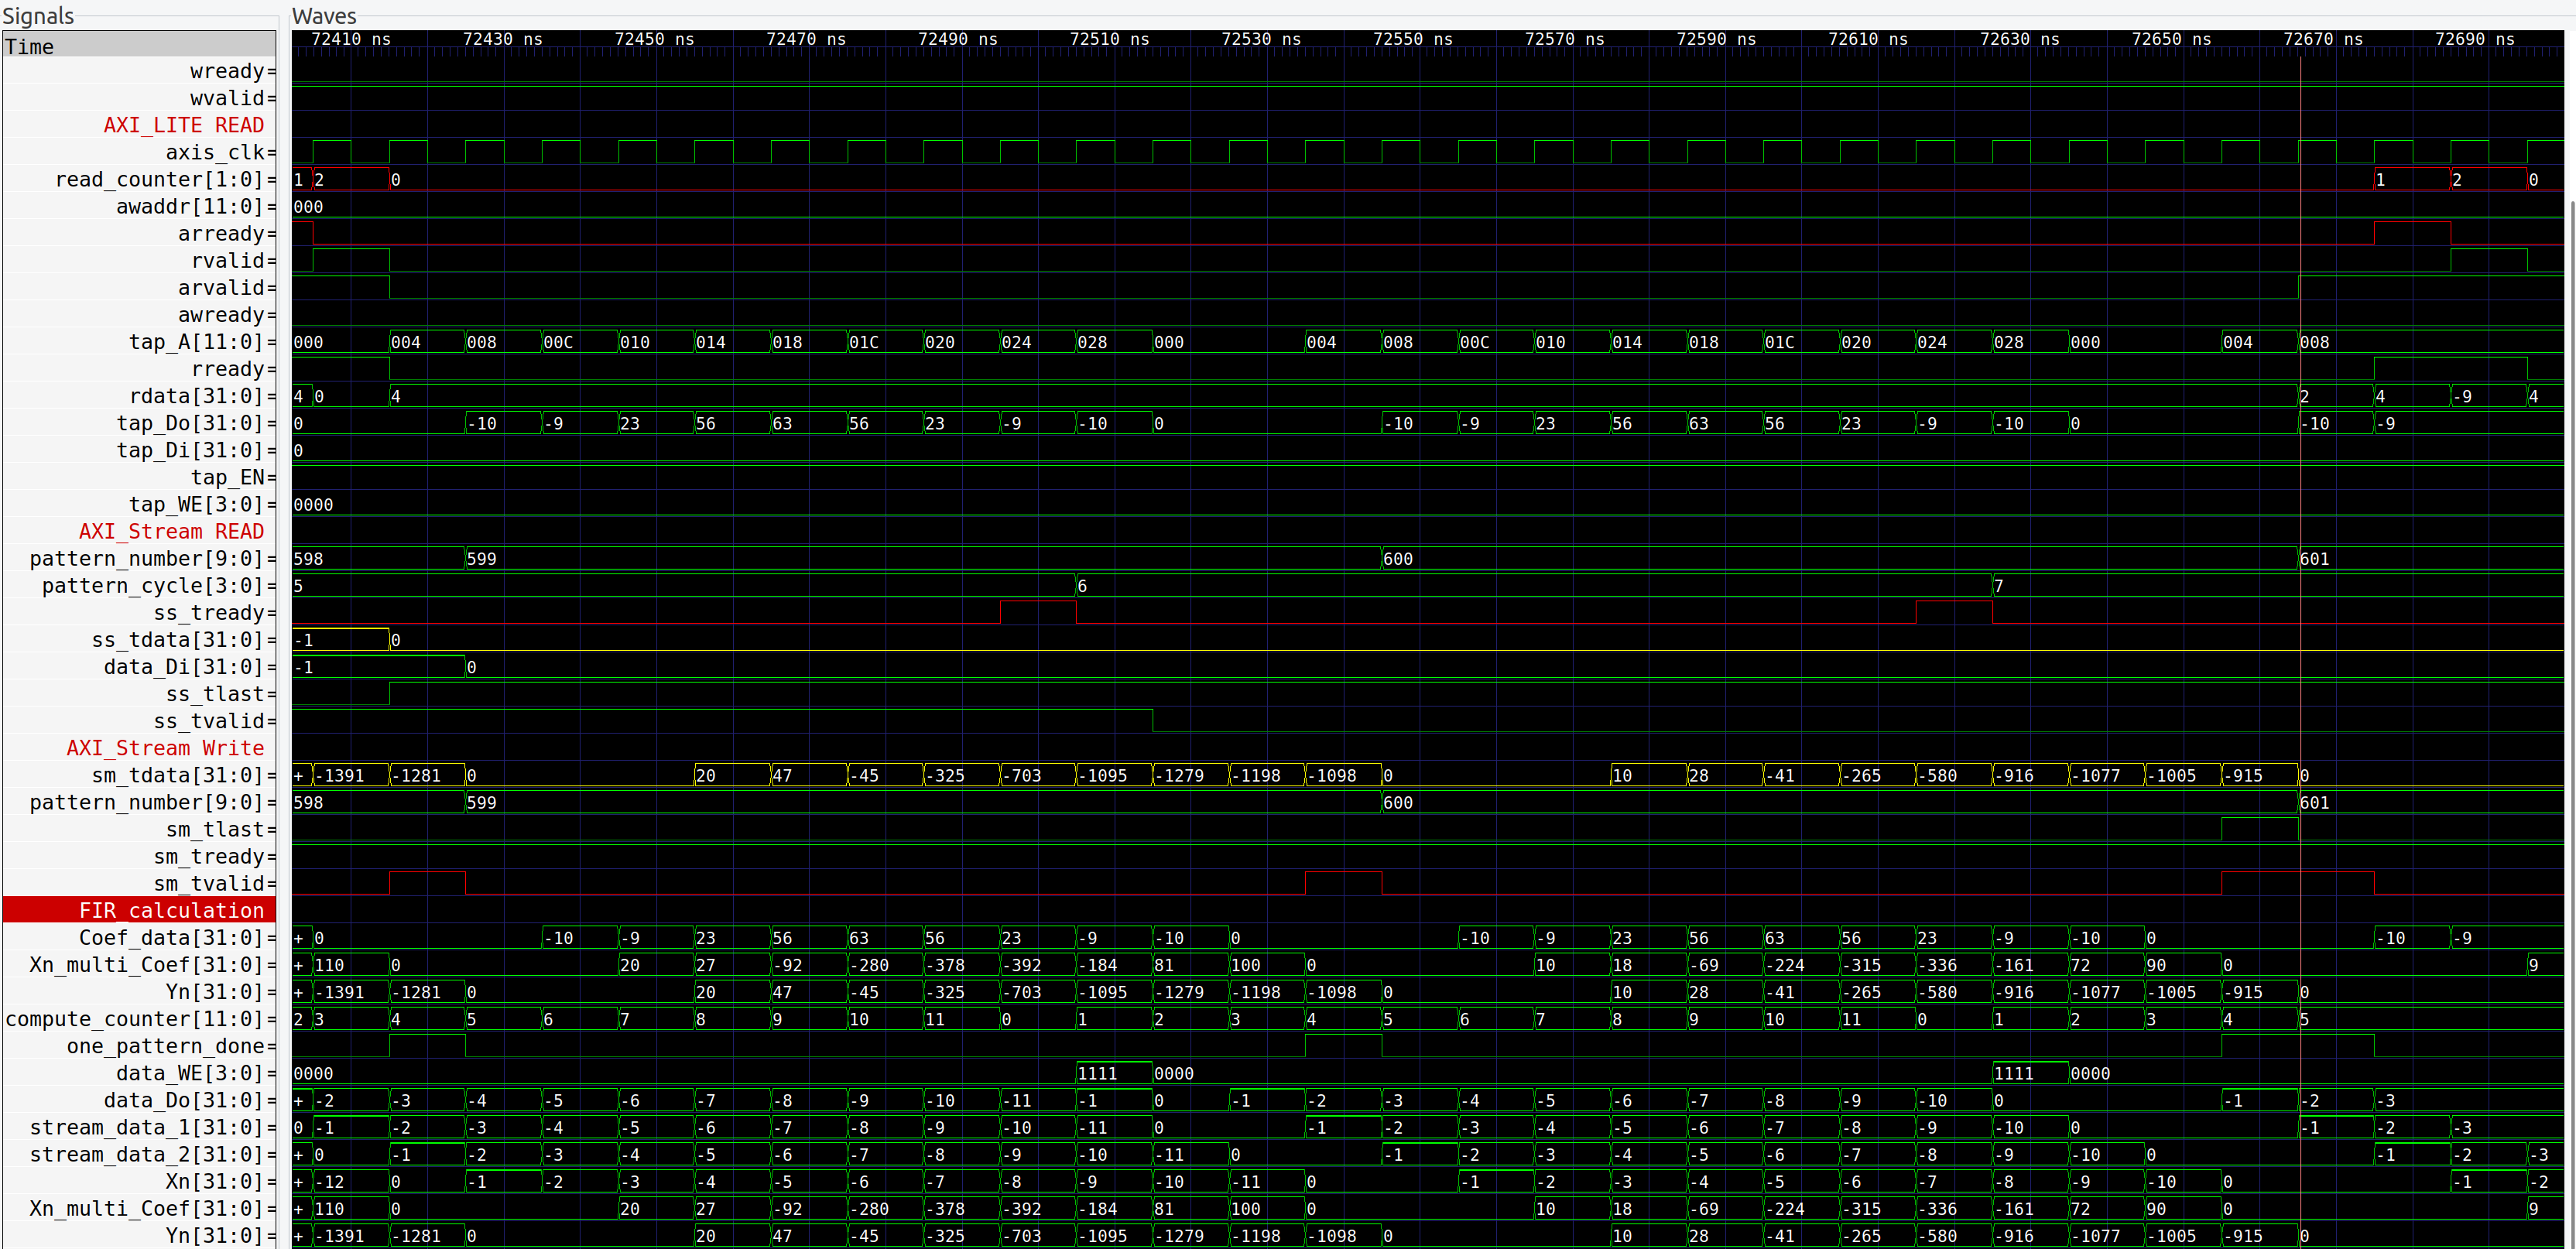 Signals Waves
Time 72410 ns 72430 ns 72450 ns 72470 ns 72490 ns 72510 ns 72530 ns 72550 ns 72570 ns 72590 ns 72610 ns 72630 ns 72650 ns 72670 ns 72690 ns
wready=
wvalid=
AXI_LITE READ
axis_clk=
read_counter[1:0]= 1 2 0 1 2 0
awaddr[11:0]= 000
arready=
rvalid=
arvalid=
awready=
tap_A[11:0]= 000 004 008 00C 010 014 018 01C 020 024 028 000 004 008 00C 010 014 018 01C 020 024 028 000 004 008
rready=
rdata[31:0]= 4 0 4 2 4 -9 4
tap_Do[31:0]= 0 -10 -9 23 56 63 56 23 -9 -10 0 -10 -9 23 56 63 56 23 -9 -10 0 -10 -9
tap_Di[31:0]= 0
tap_EN=
tap_WE[3:0]= 0000
AXI_Stream READ
pattern_number[9:0]= 598 599 600 601
pattern_cycle[3:0]= 5 6 7
ss_tready=
ss_tdata[31:0]= -1 0
data_Di[31:0]= -1 0
ss_tlast=
ss_tvalid=
AXI_Stream Write
sm_tdata[31:0]= + -1391 -1281 0 20 47 -45 -325 -703 -1095 -1279 -1198 -1098 0 10 28 -41 -265 -580 -916 -1077 -1005 -915 0
pattern_number[9:0]= 598 599 600 601
sm_tlast=
sm_tready=
sm_tvalid=
FIR_calculation
Coef_data[31:0]= + 0 -10 -9 23 56 63 56 23 -9 -10 0 -10 -9 23 56 63 56 23 -9 -10 0 -10 -9
Xn_multi_Coef[31:0]= + 110 0 20 27 -92 -280 -378 -392 -184 81 100 0 10 18 -69 -224 -315 -336 -161 72 90 0 9
Yn[31:0]= + -1391 -1281 0 20 47 -45 -325 -703 -1095 -1279 -1198 -1098 0 10 28 -41 -265 -580 -916 -1077 -1005 -915 0
compute_counter[11:0]= 2 3 4 5 6 7 8 9 10 11 0 1 2 3 4 5 6 7 8 9 10 11 0 1 2 3 4 5
one_pattern_done=
data_WE[3:0]= 0000 1111 0000 1111 0000
data_Do[31:0]= + -2 -3 -4 -5 -6 -7 -8 -9 -10 -11 -1 0 -1 -2 -3 -4 -5 -6 -7 -8 -9 -10 0 -1 -2 -3
stream_data_1[31:0]= 0 -1 -2 -3 -4 -5 -6 -7 -8 -9 -10 -11 0 -1 -2 -3 -4 -5 -6 -7 -8 -9 -10 0 -1 -2 -3
stream_data_2[31:0]= + 0 -1 -2 -3 -4 -5 -6 -7 -8 -9 -10 -11 0 -1 -2 -3 -4 -5 -6 -7 -8 -9 -10 0 -1 -2 -3
Xn[31:0]= + -12 0 -1 -2 -3 -4 -5 -6 -7 -8 -9 -10 -11 0 -1 -2 -3 -4 -5 -6 -7 -8 -9 -10 0 -1 -2
Xn_multi_Coef[31:0]= + 110 0 20 27 -92 -280 -378 -392 -184 81 100 0 10 18 -69 -224 -315 -336 -161 72 90 0 9
Yn[31:0]= + -1391 -1281 0 20 47 -45 -325 -703 -1095 -1279 -1198 -1098 0 10 28 -41 -265 -580 -916 -1077 -1005 -915 0